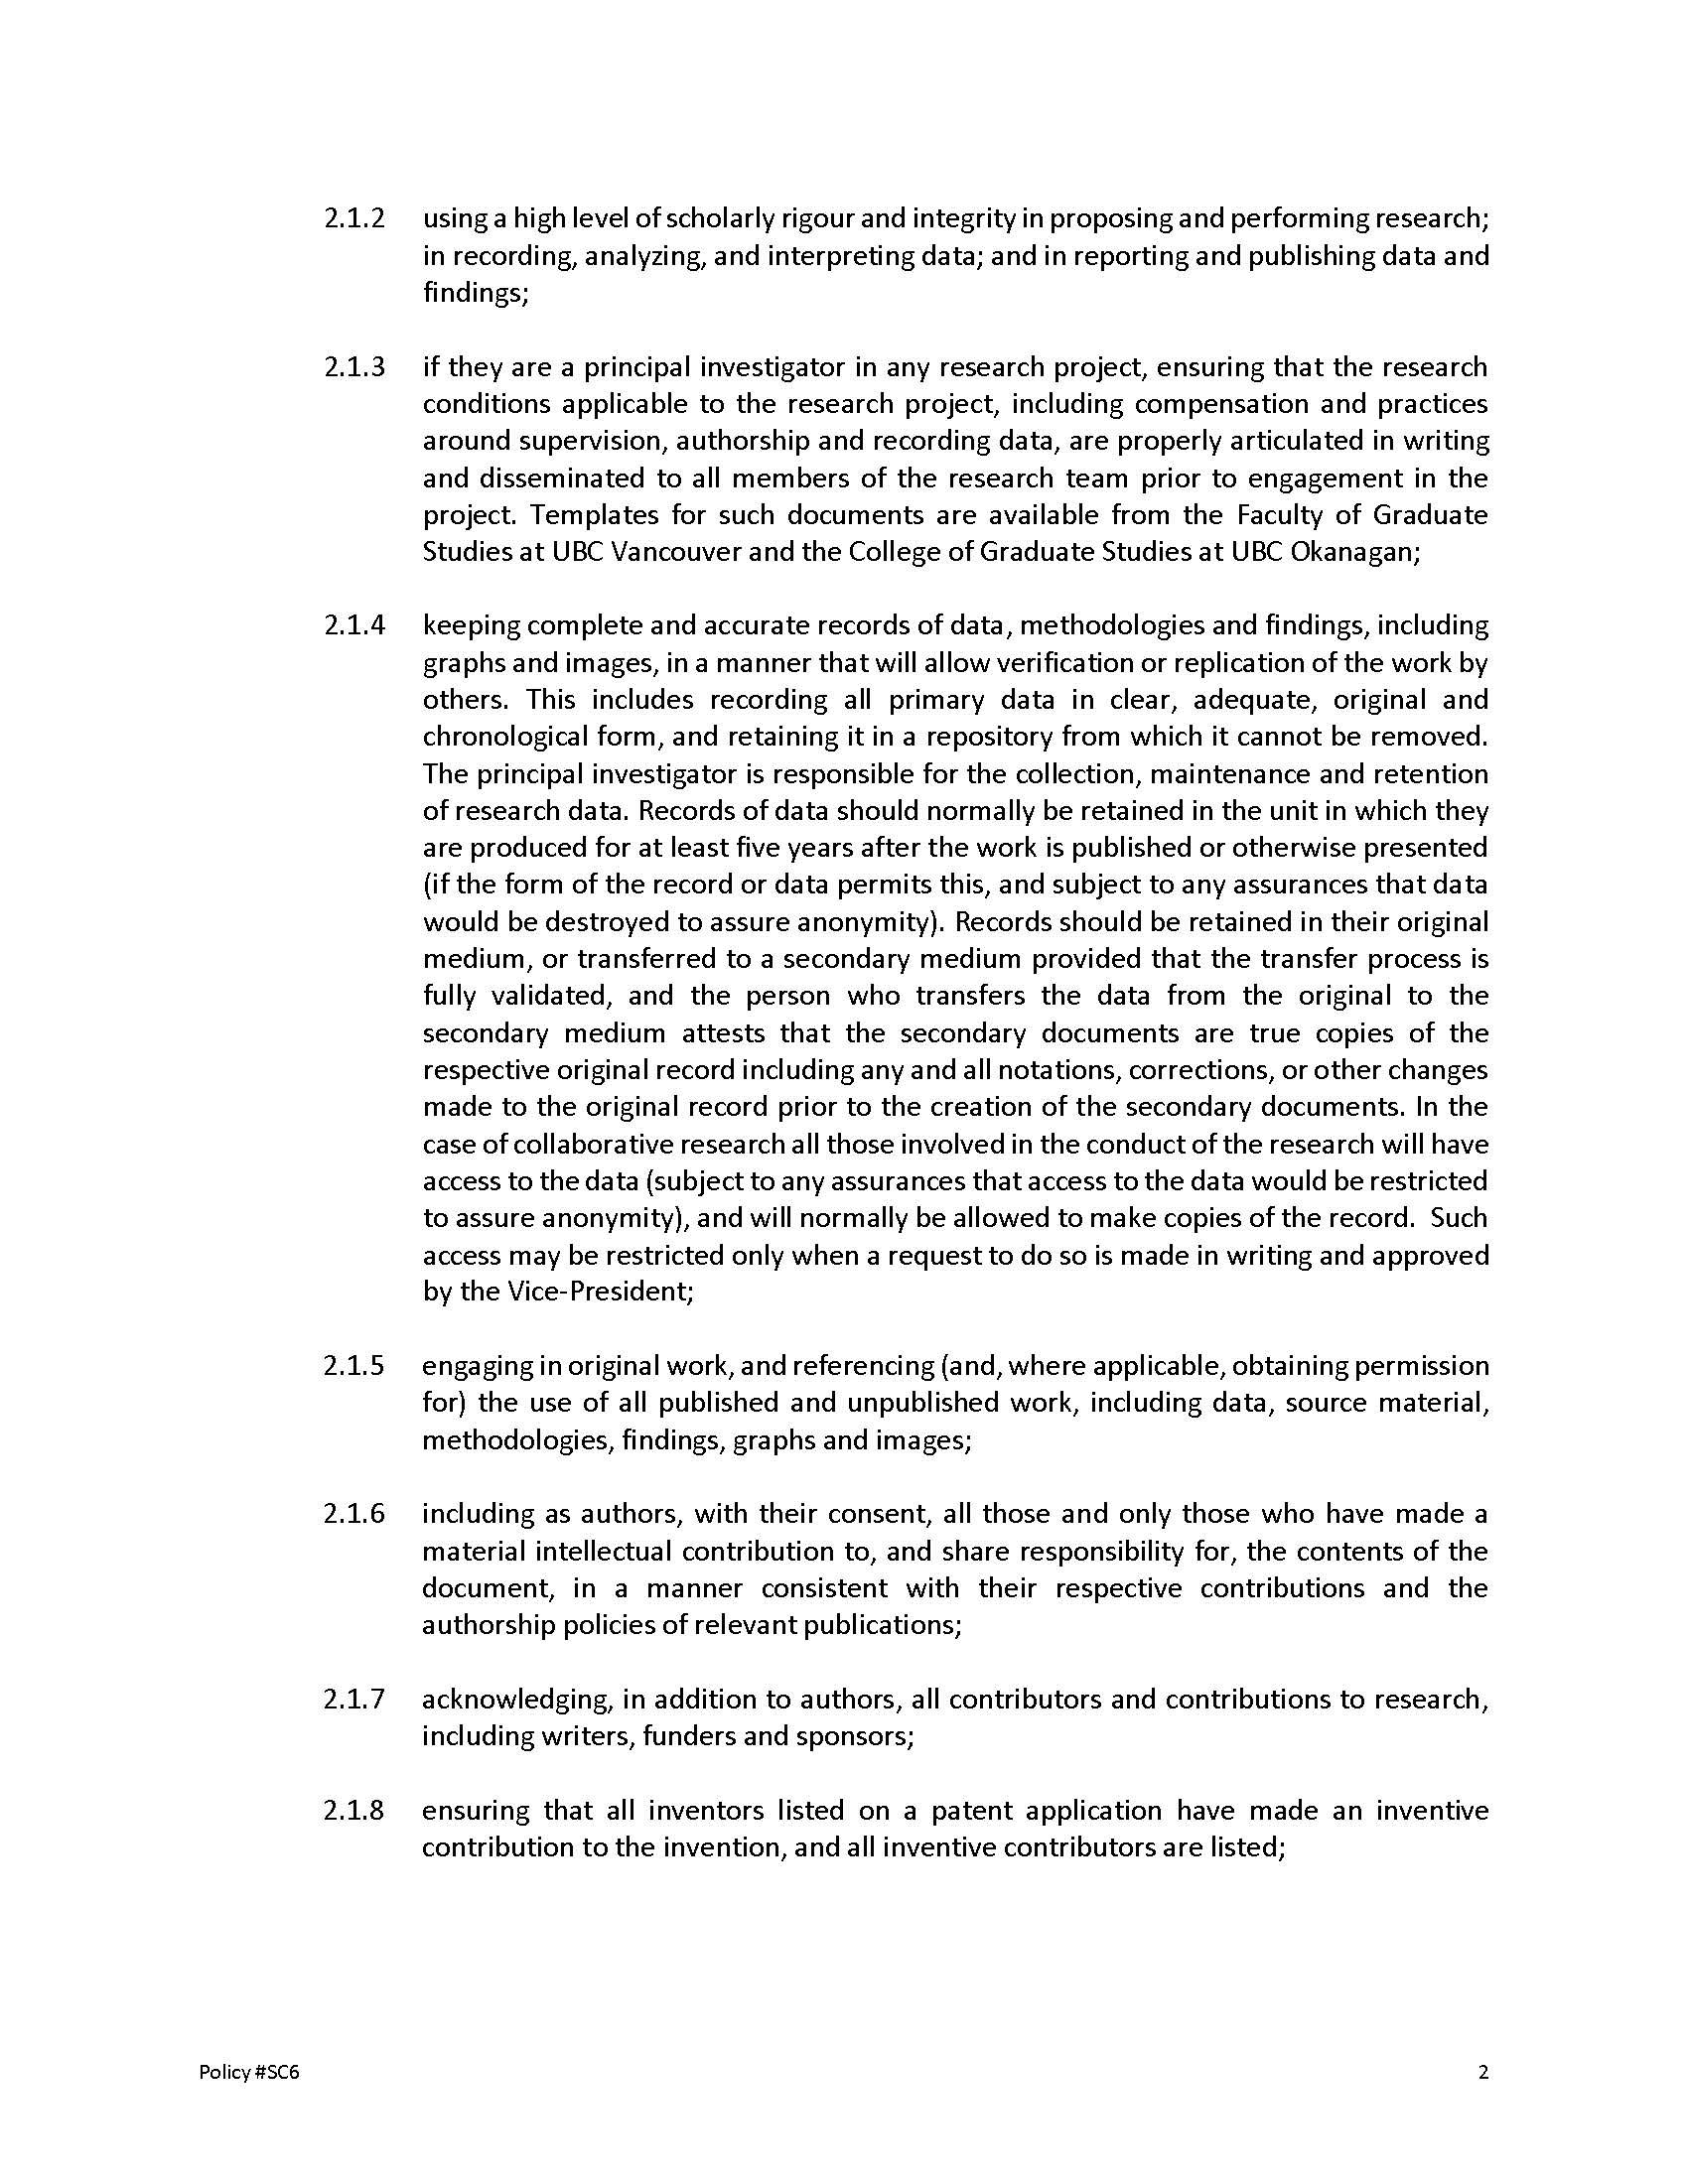 2.1.2 using a high level of scholarly rigour and integrity in proposing and performing research;
in recording, analyzing, and interpreting data; and in reporting and publishing data and
findings;
2.1.3 if they are a principal investigator in any research project, ensuring that the research
conditions applicable to the research project, including compensation and practices
around supervision, authorship and recording data, are properly articulated in writing
and disseminated to all members of the research team prior to engagement in the
project. Templates for such documents are available from the Faculty of Graduate
Studies at UBC Vancouver and the College of Graduate Studies at UBC Okanagan;
2.1.4 keeping complete and accurate records of data, methodologies and findings, including
graphs and images, in a manner that will allow verification or replication of the work by
others. This includes recording all primary data in clear, adequate, original and
chronological form, and retaining it in a repository from which it cannot be removed.
The principal investigator is responsible for the collection, maintenance and retention
of research data. Records of data should normally be retained in the unit in which they
are produced for at least five years after the work is published or otherwise presented
(if the form of the record or data permits this, and subject to any assurances that data
would be destroyed to assure anonymity). Records should be retained in their original
medium, or transferred to a secondary medium provided that the transfer process is
fully validated, and the person who transfers the data from the original to the
secondary medium attests that the secondary documents are true copies of the
respective original record including any and all notations, corrections, or other changes
made to the original record prior to the creation of the secondary documents. In the
case of collaborative research all those involved in the conduct of the research will have
access to the data (subject to any assurances that access to the data would be restricted
to assure anonymity), and will normally be allowed to make copies of the record. Such
access may be restricted only when a request to do so is made in writing and approved
by the Vice-President;
2.1.5 engaging in original work, and referencing (and, where applicable, obtaining permission
for) the use of all published and unpublished work, including data, source material,
methodologies, findings, graphs and images;
2.1.6 including as authors, with their consent, all those and only those who have made a
material intellectual contribution to, and share responsibility for, the contents of the
document, in a manner consistent with their respective contributions and the
authorship policies of relevant publications;
2.1.7 acknowledging, in addition to authors, all contributors and contributions to research,
including writers, funders and sponsors;
2.1.8 ensuring that all inventors listed on a patent application have made an inventive
contribution to the invention, and all inventive contributors are listed;
Policy #SC6 2